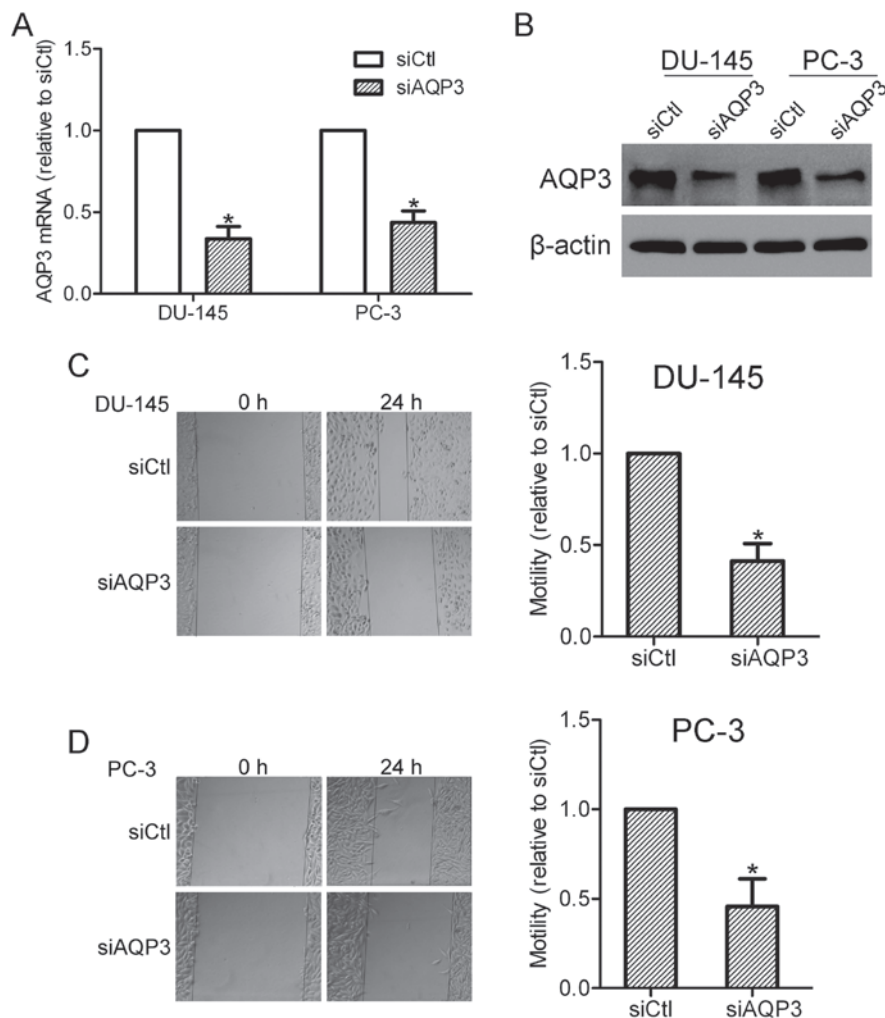 A
AQP3 mRNA (relative to siCtl)
1.5
1.0
0.5
0.0
siCtl
siAQP3
*
*
DU-145
PC-3
B
DU-145
PC-3
siCtl
siAQP3
siCtl
siAQP3
AQP3
β-actin
C
DU-145
0 h
24 h
siCtl
siAQP3
Motility (relative to siCtl)
1.5
1.0
0.5
0.0
DU-145
*
siCtl
siAQP3
D
PC-3
0 h
24 h
siCtl
siAQP3
Motility (relative to siCtl)
1.5
1.0
0.5
0.0
PC-3
*
siCtl
siAQP3